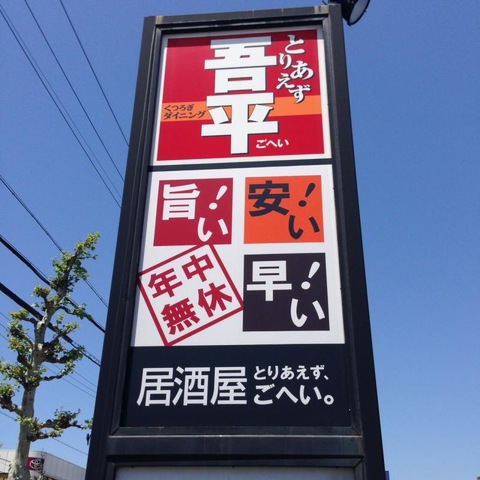 とりあえず
吾平
くつろぎ
ダイニング
ごへい
旨い!
安い!
年中
無休
早い!
居酒屋
とりあえず、
ごへい。